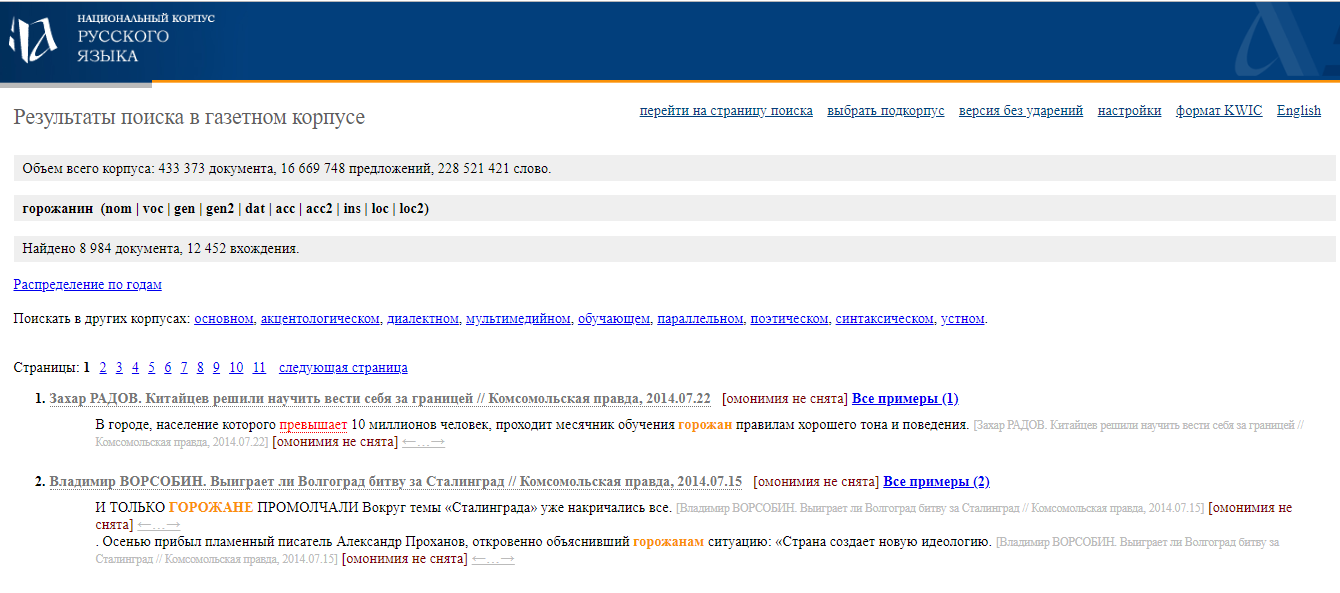 НАЦИОНАЛЬНЫЙ КОРПУС
РУССКОГО
ЯЗЫКА
Результаты поиска в газетном корпусе
перейти на страницу поиска выбрать подкорпус версия без ударений настройки формат KWIC English
Объем всего корпуса: 433 373 документа, 16 669 748 предложений, 228 521 421 слово.
горожанин (nom | voc | gen | gen2 | dat | acc | acc2 | ins | loc | loc2)
Найдено 8 984 документа, 12 452 вхождения.
Распределение по годам
Поискать в других корпусах: основном, акцентологическом, диалектном, мультимедийном, обучающем, параллельном, поэтическом, синтаксическом, устном.
Страницы: 1 2 3 4 5 6 7 8 9 10 11 следующая страница
1. Захар РАДОВ. Китайцев решили научить вести себя за границей // Комсомольская правда, 2014.07.22 [омонимия не снята] Все примеры (1)
В городе, население которого превышает 10 миллионов человек, проходит месячник обучения горожан правилам хорошего тона и поведения. [Захар РАДОВ. Китайцев решили научить вести себя за границей //
Комсомольская правда, 2014.07.22] [омонимия не снята] ←…→
2. Владимир ВОРСОБИН. Выиграет ли Волгоград битву за Сталинград // Комсомольская правда, 2014.07.15 [омонимия не снята] Все примеры (2)
И ТОЛЬКО ГОРОЖАНЕ ПРОМОЛЧАЛИ Вокруг темы «Сталинграда» уже накричались все. [Владимир ВОРСОБИН. Выиграет ли Волгоград битву за Сталинград // Комсомольская правда, 2014.07.15] [омонимия не
снята] ←…→
. Осенью прибыл пламенный писатель Александр Проханов, откровенно объяснивший горожанам ситуацию: «Страна создает новую идеологию. [Владимир ВОРСОБИН. Выиграет ли Волгоград битву за
Сталинград // Комсомольская правда, 2014.07.15] [омонимия не снята] ←…→